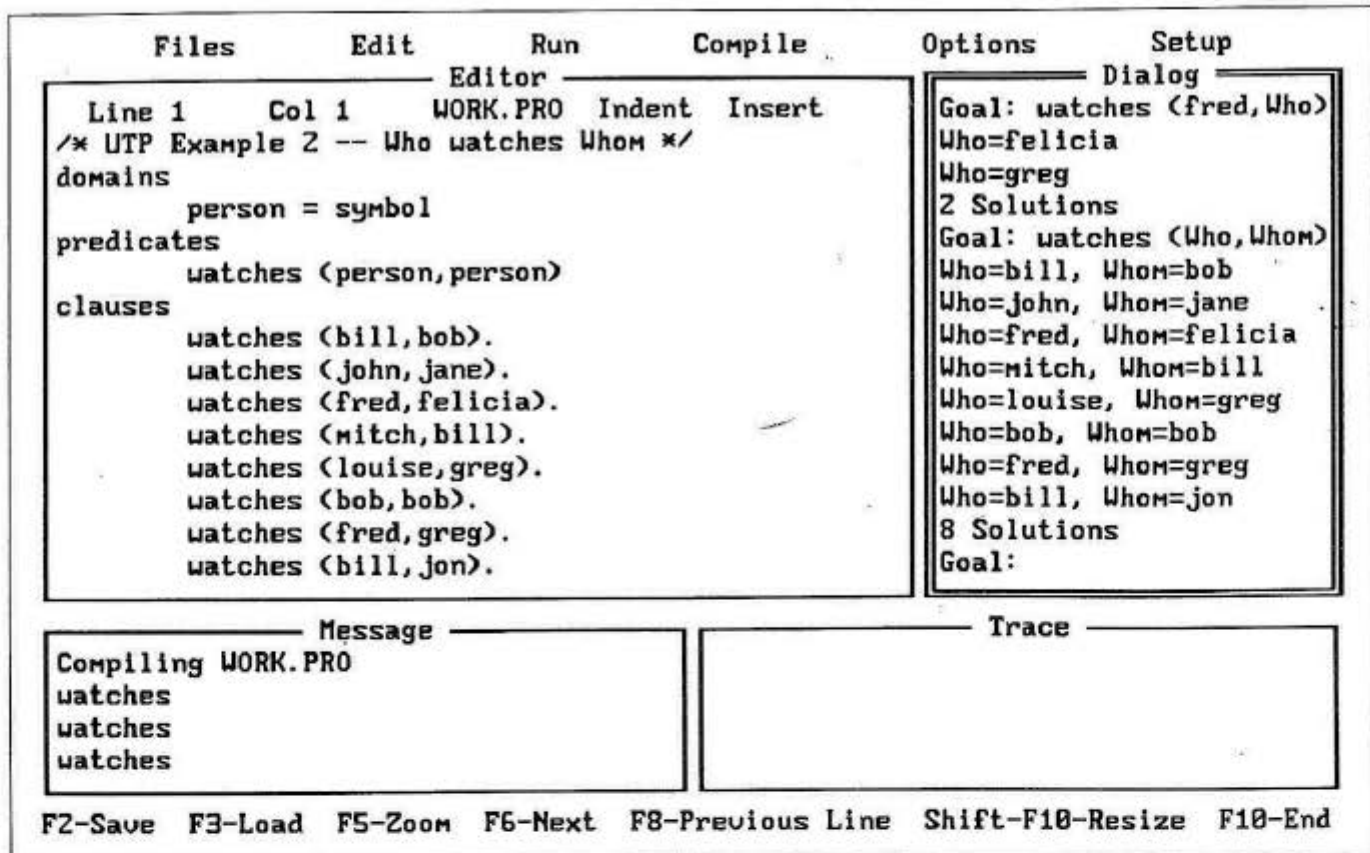 Files Edit Run Compile Options Setup
Editor
Line 1 Col 1 WORK.PRO Indent Insert
/* UTP Example 2 -- Who watches Whom */
domains
person = symbol
predicates
watches (person,person)
clauses
watches (bill,bob).
watches (john,jane).
watches (fred,felicia).
watches (mitch,bill).
watches (louise,greg).
watches (bob,bob).
watches (fred,greg).
watches (bill,jon).
Dialog
Goal: watches (fred,Who)
Who=felicia
Who=greg
2 Solutions
Goal: watches (Who,Whom)
Who=bill, Whom=bob
Who=john, Whom=jane
Who=fred, Whom=felicia
Who=mitch, Whom=bill
Who=louise, Whom=greg
Who=bob, Whom=bob
Who=fred, Whom=greg
Who=bill, Whom=jon
8 Solutions
Goal:
Message
Compiling WORK.PRO
watches
watches
watches
Trace
F2-Save F3-Load F5-Zoom F6-Next F8-Previous Line Shift-F10-Resize F10-End